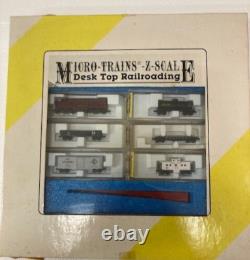 MICRO-TRAINS®-Z-SCALE
Desk Top Railroading